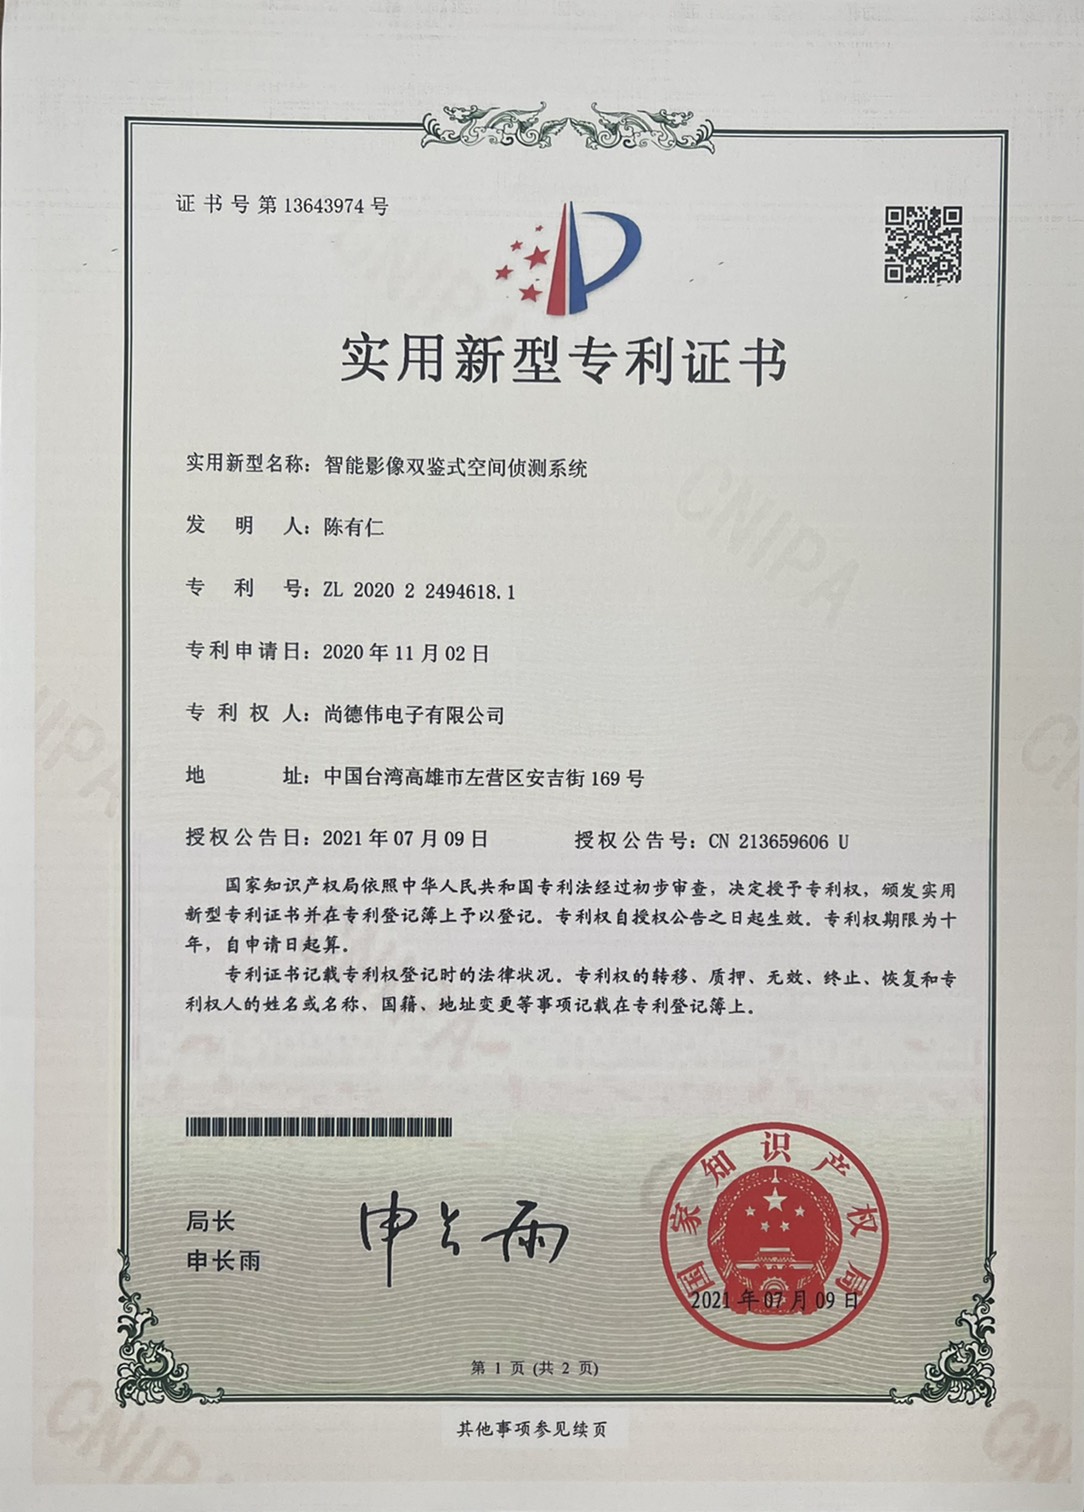 证书号第13643974号
实用新型专利证书
实用新型名称：智能影像双鉴式空间侦测系统
发明人：陈有仁
专利号：ZL 2020 2 2494618.1
专利申请日：2020年11月02日
专利权人：尚德伟电子有限公司
地址：中国台湾高雄市左营区安吉街169号
授权公告日：2021年07月09日 授权公告号：CN 213659606 U
国家知识产权局依照中华人民共和国专利法经过初步审查，决定授予专利权，颁发实用
新型专利证书并在专利登记簿上予以登记。专利权自授权公告之日起生效。专利权期限为十
年，自申请日起算。
专利证书记载专利权登记时的法律状况。专利权的转移、质押、无效、终止、恢复和专
利权人的姓名或名称、国籍、地址变更等事项记载在专利登记簿上。
局长
申长雨
申长雨
国家知识产权局
2021年07月09日
第 1 页 (共 2 页)
其他事项参见续页
CNIPA
CNIPA
CNIPA
CNIPA